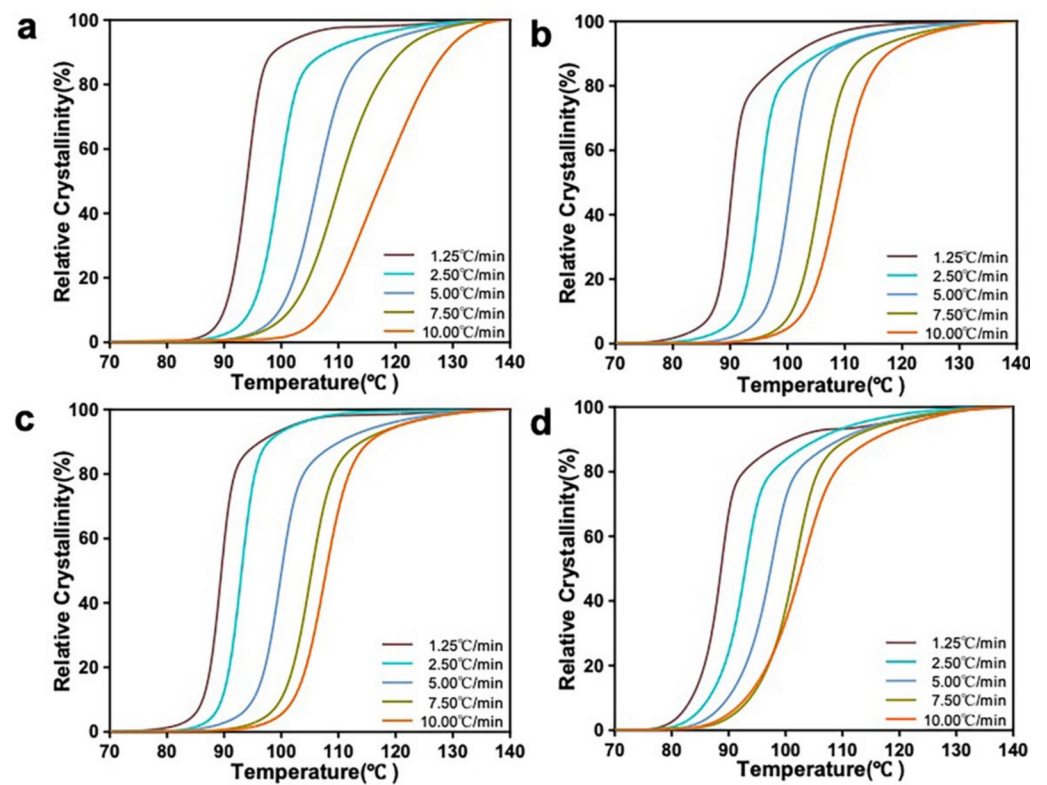 a
Relative Crystallinity(%)
100
80
60
40
20
0
1.25℃/min
2.50℃/min
5.00℃/min
7.50℃/min
10.00℃/min
70 80 90 100 110 120 130 140
Temperature(℃ )
b
Relative Crystallinity(%)
100
80
60
40
20
0
1.25℃/min
2.50℃/min
5.00℃/min
7.50℃/min
10.00℃/min
70 80 90 100 110 120 130 140
Temperature(℃ )
c
Relative Crystallinity(%)
100
80
60
40
20
0
1.25℃/min
2.50℃/min
5.00℃/min
7.50℃/min
10.00℃/min
70 80 90 100 110 120 130 140
Temperature(℃ )
d
Relative Crystallinity(%)
100
80
60
40
20
0
1.25℃/min
2.50℃/min
5.00℃/min
7.50℃/min
10.00℃/min
70 80 90 100 110 120 130 140
Temperature(℃ )